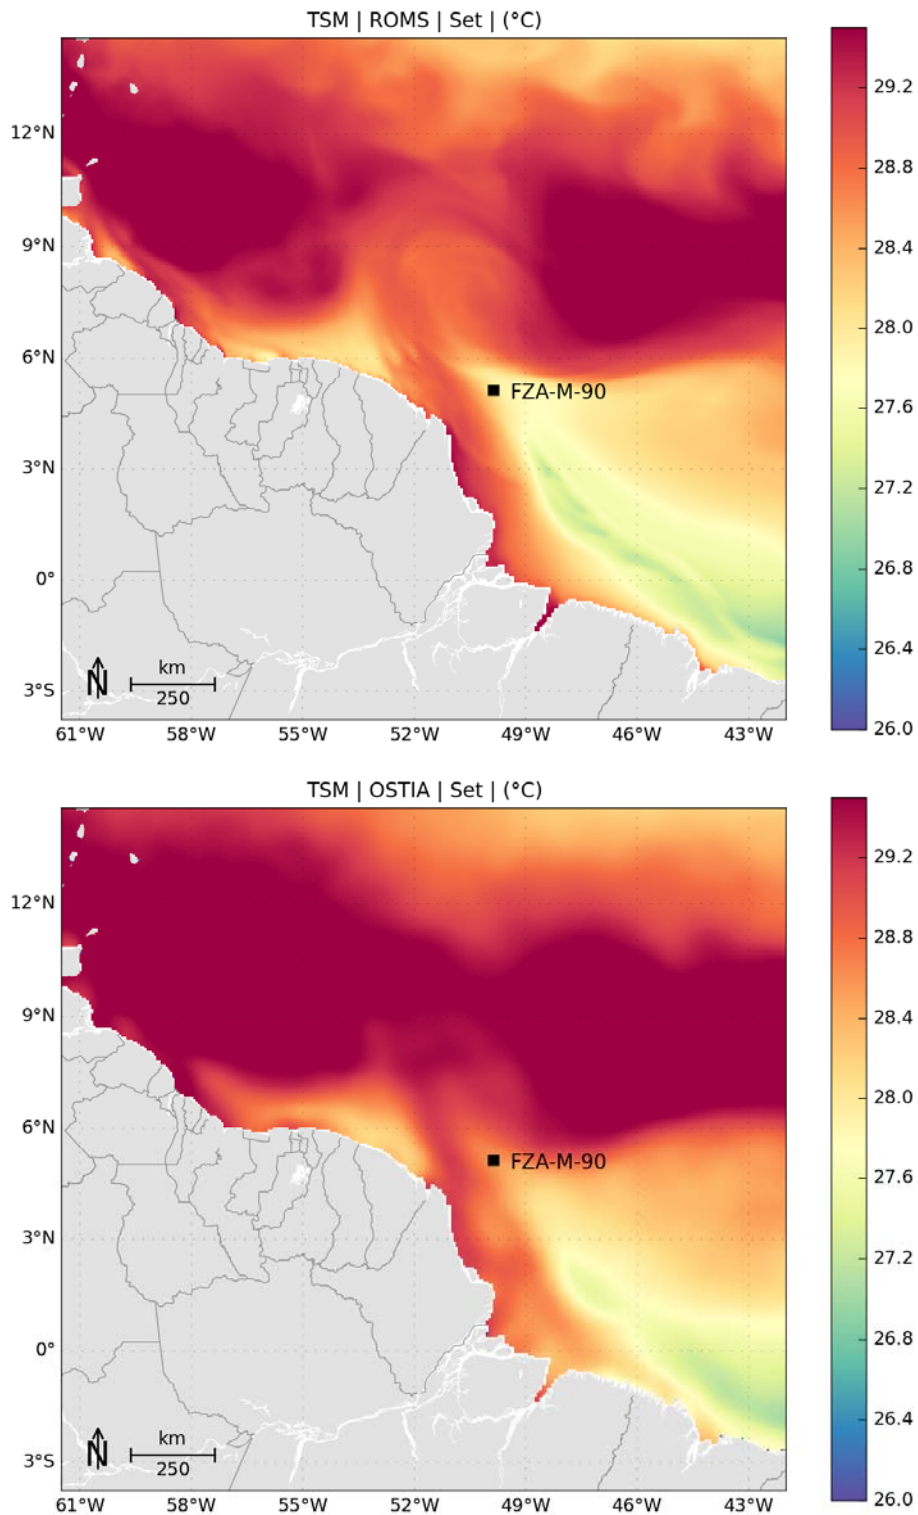 TSM | ROMS | Set | (°C)
12°N
9°N
6°N
3°N
0°
3°S
61°W 58°W 55°W 52°W 49°W 46°W 43°W
FZA-M-90
N
km
250
29.2
28.8
28.4
28.0
27.6
27.2
26.8
26.4
26.0
TSM | OSTIA | Set | (°C)
12°N
9°N
6°N
3°N
0°
3°S
61°W 58°W 55°W 52°W 49°W 46°W 43°W
FZA-M-90
N
km
250
29.2
28.8
28.4
28.0
27.6
27.2
26.8
26.4
26.0